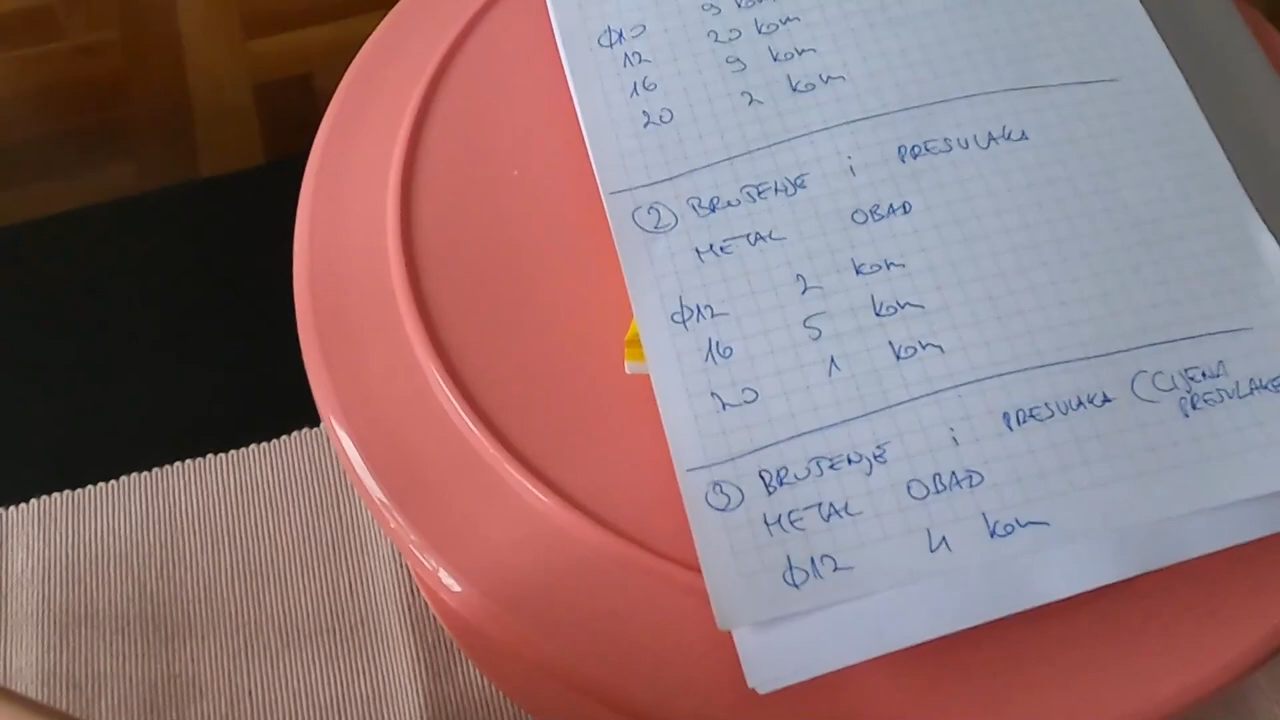 9 kom
φ10 20 kom
12 9 kom
16 2 kom
20
② BRUŠENJE i PRESVLAKA
METAL OBAD
φ12 2 kom
16 5 kom
20 1 kom
③ BRUŠENJE i PRESVLAKA (CIJENA
PRESVLAKE
METAL OBAD
φ12 4 kom